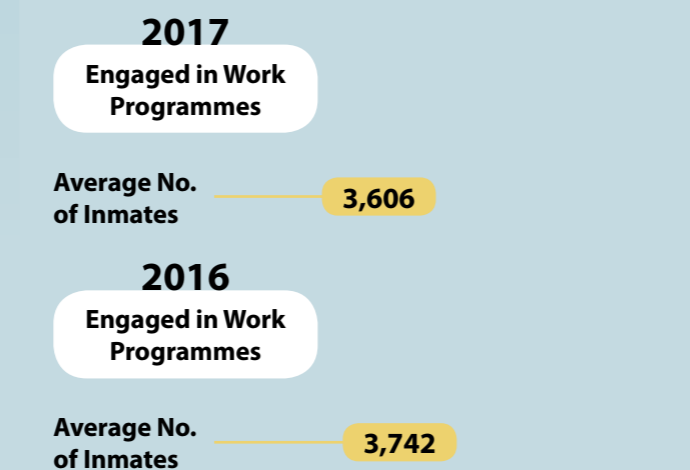 2017
Engaged in Work
Programmes
Average No.
of Inmates
3,606
2016
Engaged in Work
Programmes
Average No.
of Inmates
3,742